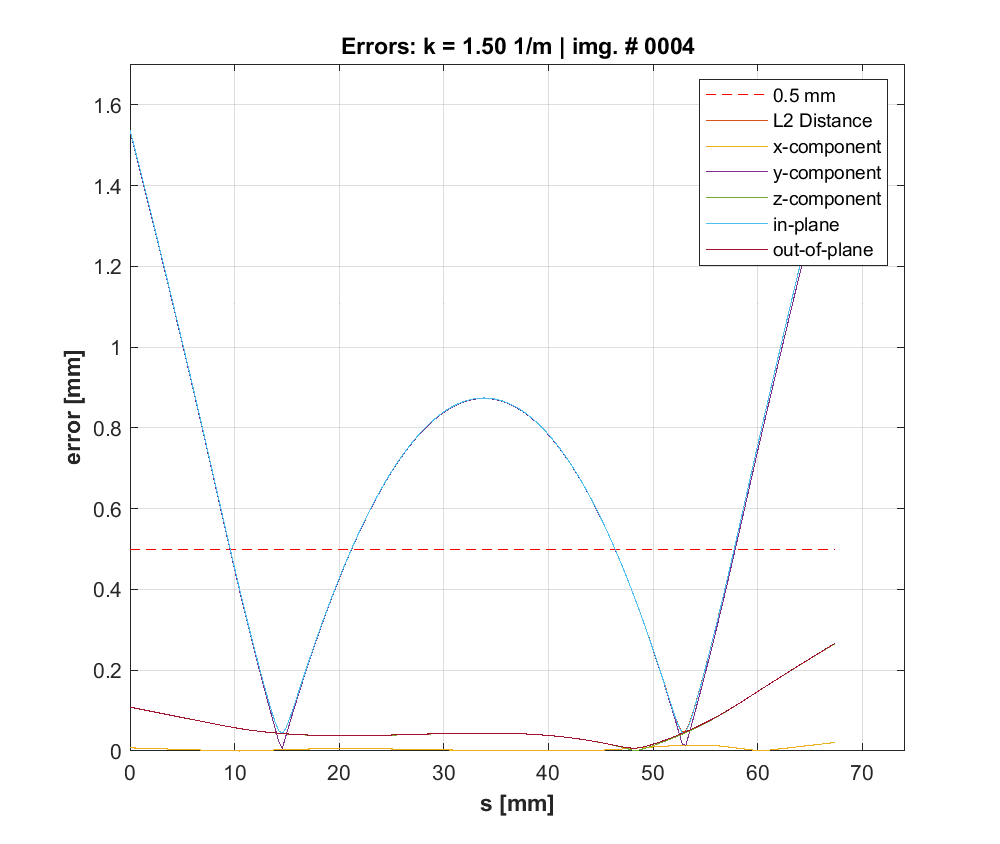 Errors: k = 1.50 1/m | img. # 0004
0.5 mm
L2 Distance
x-component
y-component
z-component
in-plane
out-of-plane
error [mm]
1.6
1.4
1.2
1
0.8
0.6
0.4
0.2
0
0 10 20 30 40 50 60 70
s [mm]